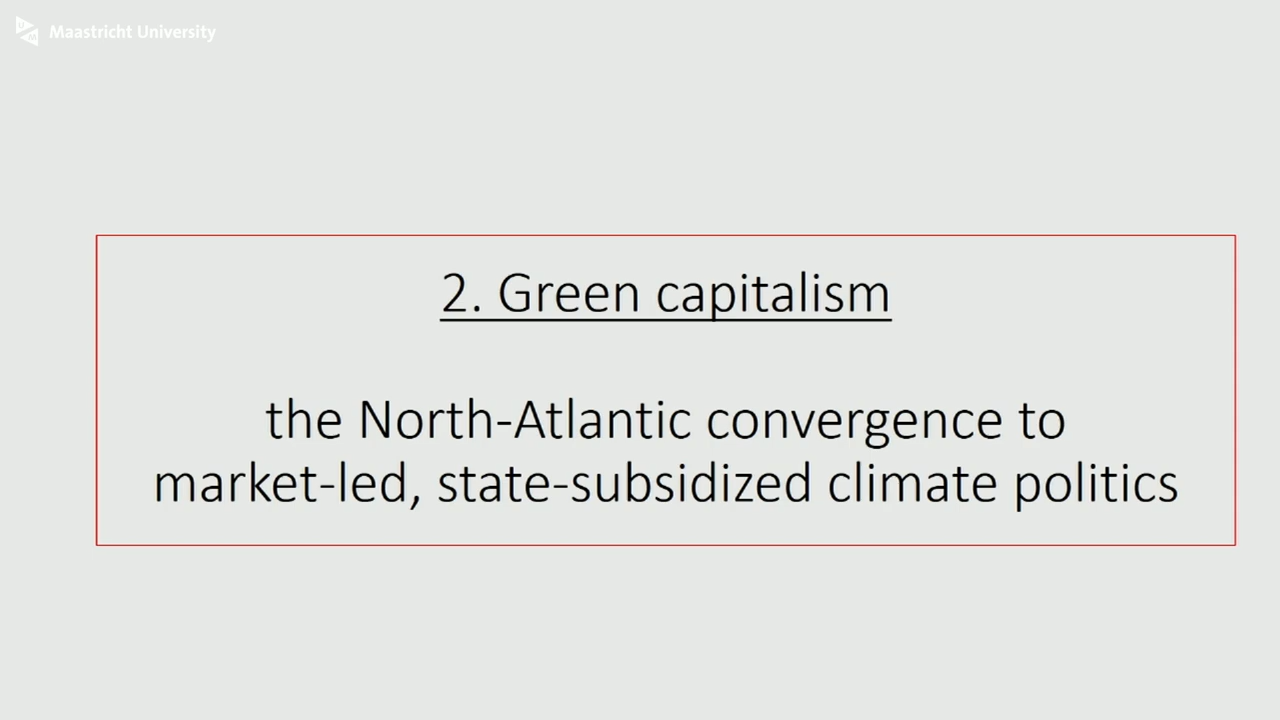 Maastricht University
2. Green capitalism
the North-Atlantic convergence to
market-led, state-subsidized climate politics